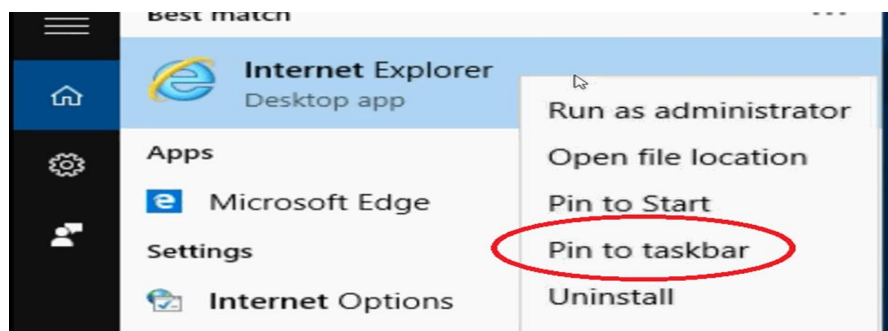 Best match
Internet Explorer
Desktop app
Apps
Microsoft Edge
Settings
Internet Options
Run as administrator
Open file location
Pin to Start
Pin to taskbar
Uninstall